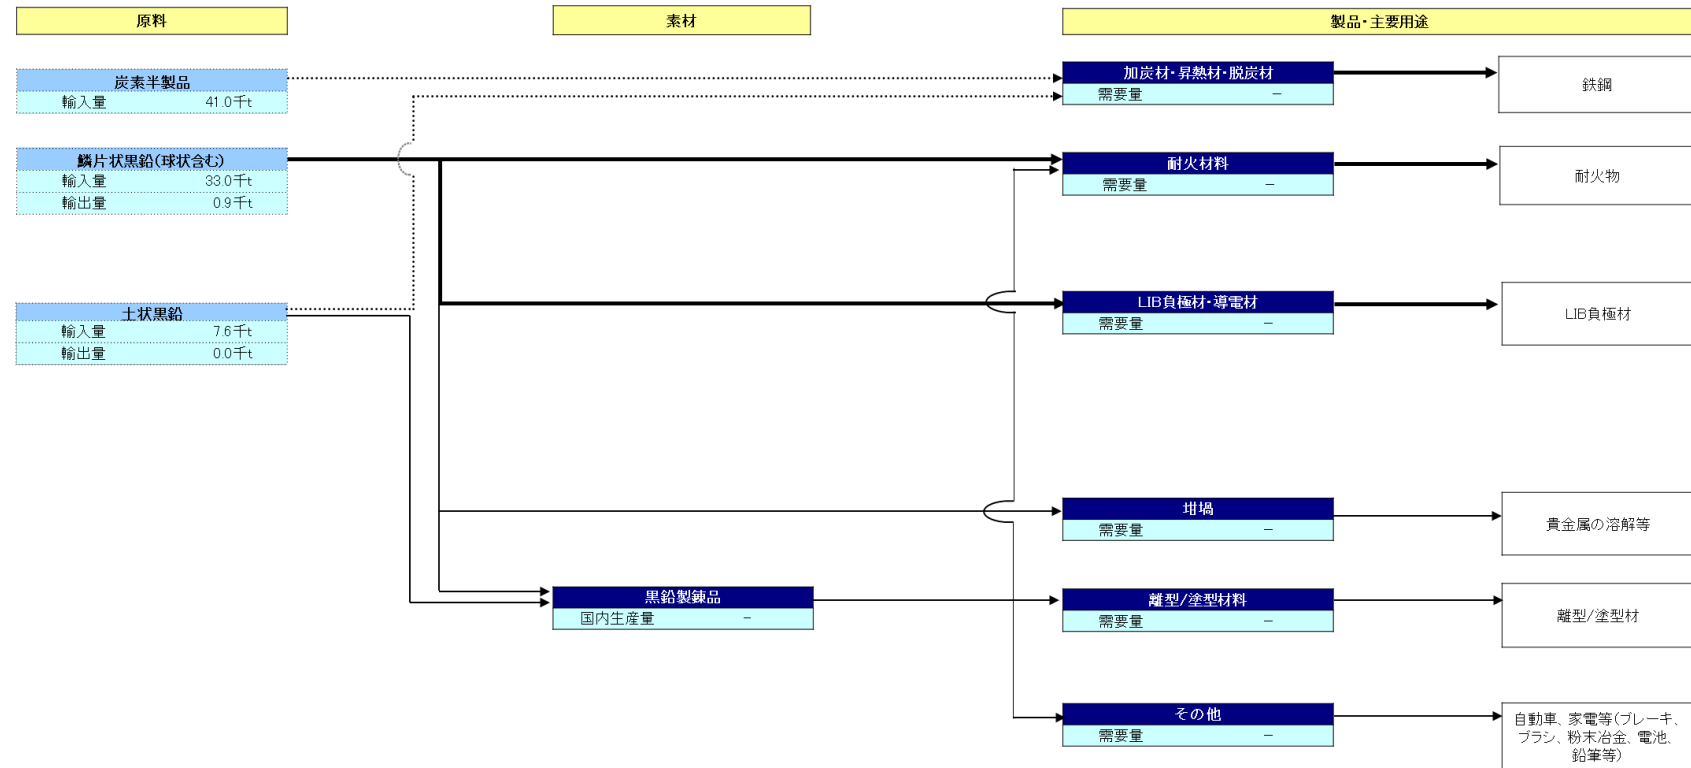 原料
素材
製品・主要用途
炭素半製品
輸入量 41.0千t
加炭材・昇熱材・脱炭材
需要量 －
鉄鋼
鱗片状黒鉛(球状含む)
輸入量 33.0千t
輸出量 0.9千t
耐火材料
需要量 －
耐火物
土状黒鉛
輸入量 7.6千t
輸出量 0.0千t
LIB負極材・導電材
需要量 －
LIB負極材
坩堝
需要量 －
貴金属の溶解等
黒鉛製錬品
国内生産量 -
離型/塗型材料
需要量 －
離型/塗型材
その他
需要量 －
自動車、家電等(ブレーキ、
ブラシ、粉末冶金、電池、
鉛筆等)